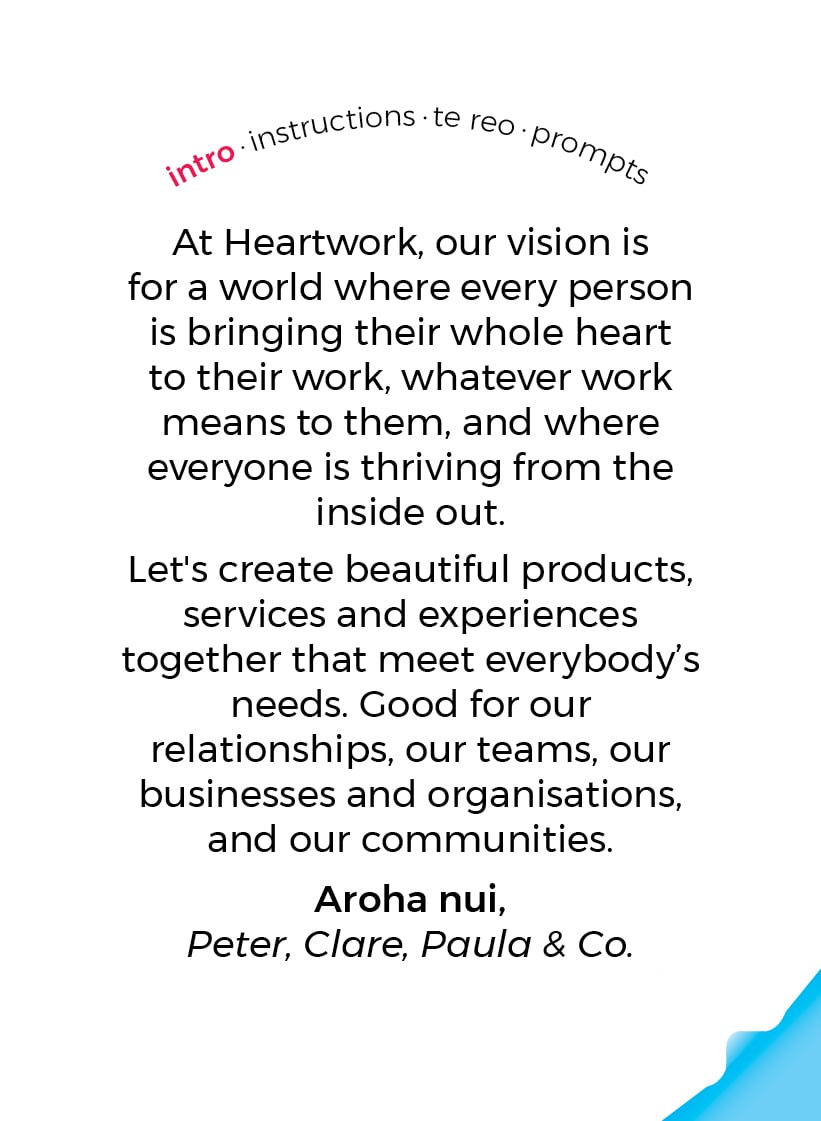 intro · instructions · te reo · prompts
At Heartwork, our vision is
for a world where every person
is bringing their whole heart
to their work, whatever work
means to them, and where
everyone is thriving from the
inside out.
Let's create beautiful products,
services and experiences
together that meet everybody’s
needs. Good for our
relationships, our teams, our
businesses and organisations,
and our communities.
Aroha nui,
Peter, Clare, Paula & Co.